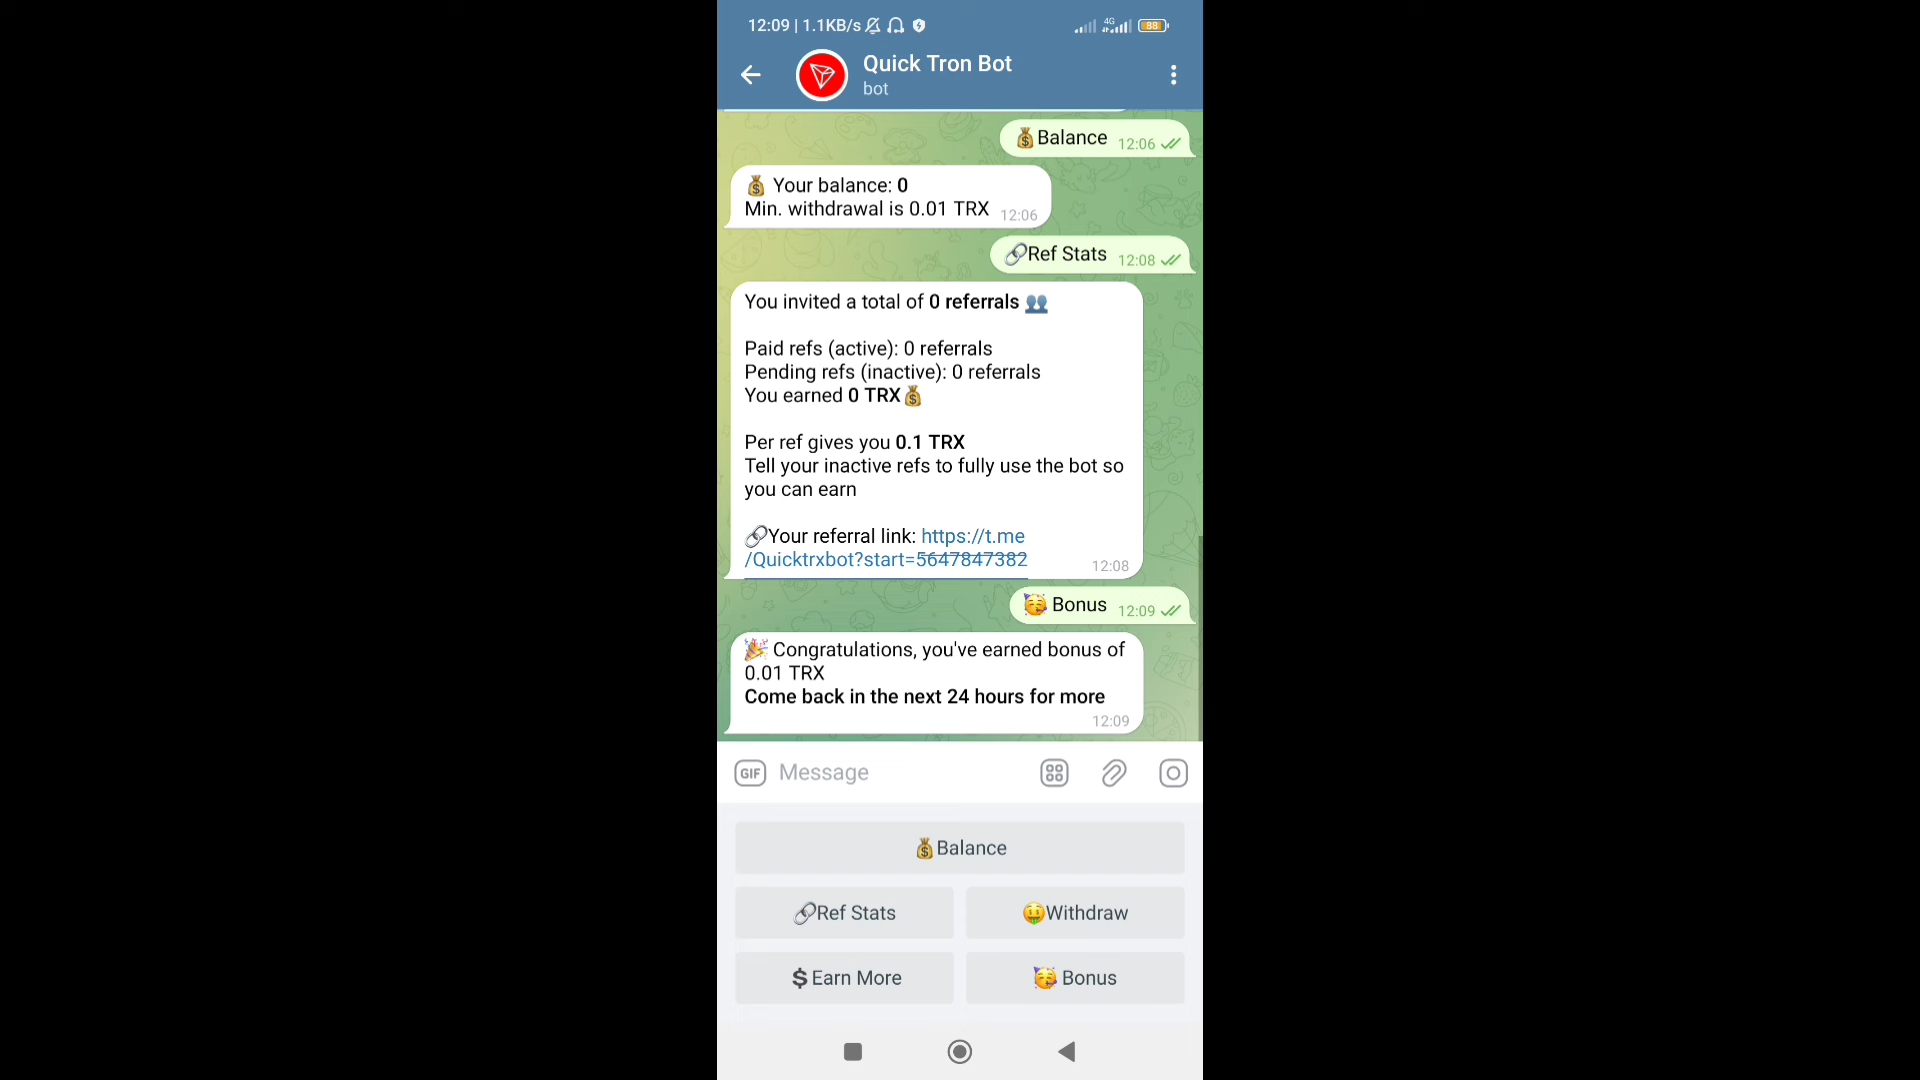 12:09 | 1.1KB/s
4G
88
Quick Tron Bot
bot
💰Balance 12:06
💰 Your balance: 0
Min. withdrawal is 0.01 TRX 12:06
🔗Ref Stats 12:08
You invited a total of 0 referrals 👥
Paid refs (active): 0 referrals
Pending refs (inactive): 0 referrals
You earned 0 TRX💰
Per ref gives you 0.1 TRX
Tell your inactive refs to fully use the bot so
you can earn
🔗Your referral link: https://t.me
/Quicktrxbot?start=5647847382
12:08
🥳 Bonus 12:09
🎉 Congratulations, you've earned bonus of
0.01 TRX
Come back in the next 24 hours for more
12:09
GIF Message
💰Balance
🔗Ref Stats
🤑Withdraw
$ Earn More
🥳 Bonus